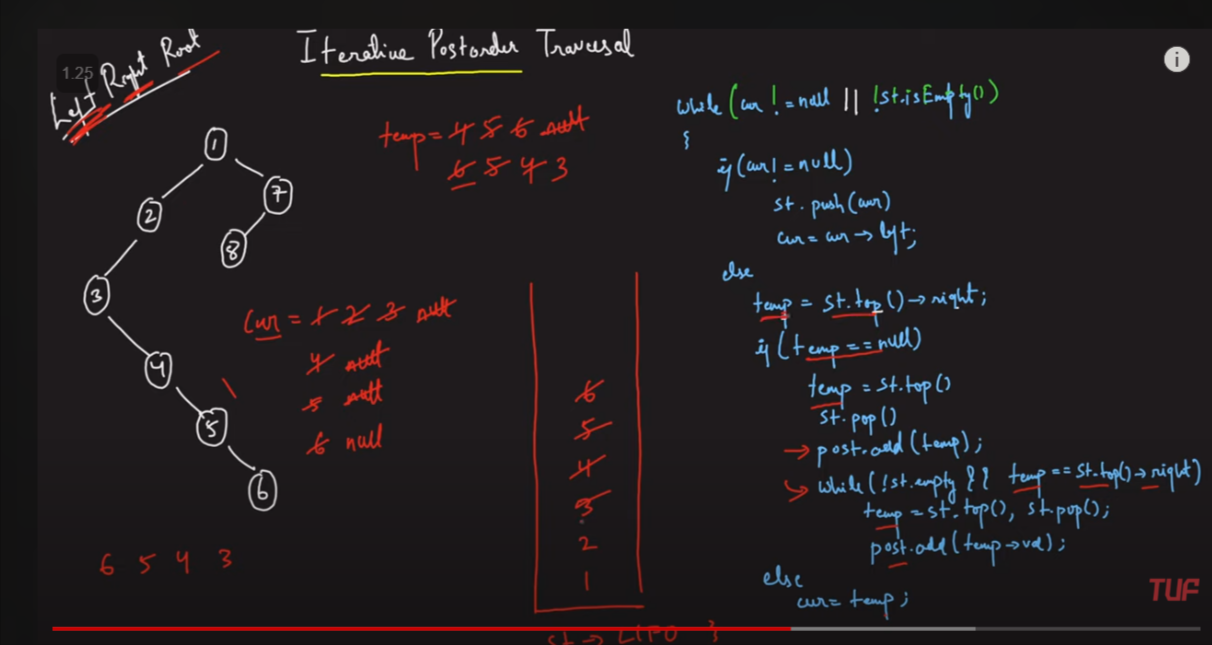 1.25
Left Right Root
Iterative Postorder Traversal
temp = 4 5 6 null
6 5 4 3
1
2
7
8
3
4
5
6
Cur = 1 2 3 null
4 null
5 null
6 null
6
5
4
3
2
1
st → LIFO
6 5 4 3
while (cur != null || !st.isEmpty())
{
if (cur != null)
st. push (cur)
cur = cur → left;
else
temp = st.top() → right;
if (temp == null)
temp = st.top()
st.pop()
→ post.add (temp);
→ while (!st.empty && temp == st.top() → right)
temp = st.top(), st.pop();
post.add (temp → val);
else
cur = temp;
}
TUF
i